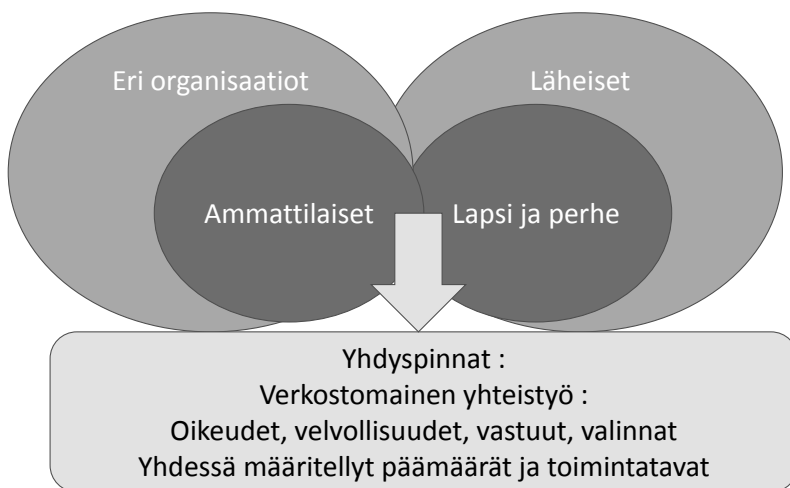 Eri organisaatiot
Läheiset
Ammattilaiset
Lapsi ja perhe
Yhdyspinnat :
Verkostomainen yhteistyö :
Oikeudet, velvollisuudet, vastuut, valinnat
Yhdessä määritellyt päämäärät ja toimintatavat